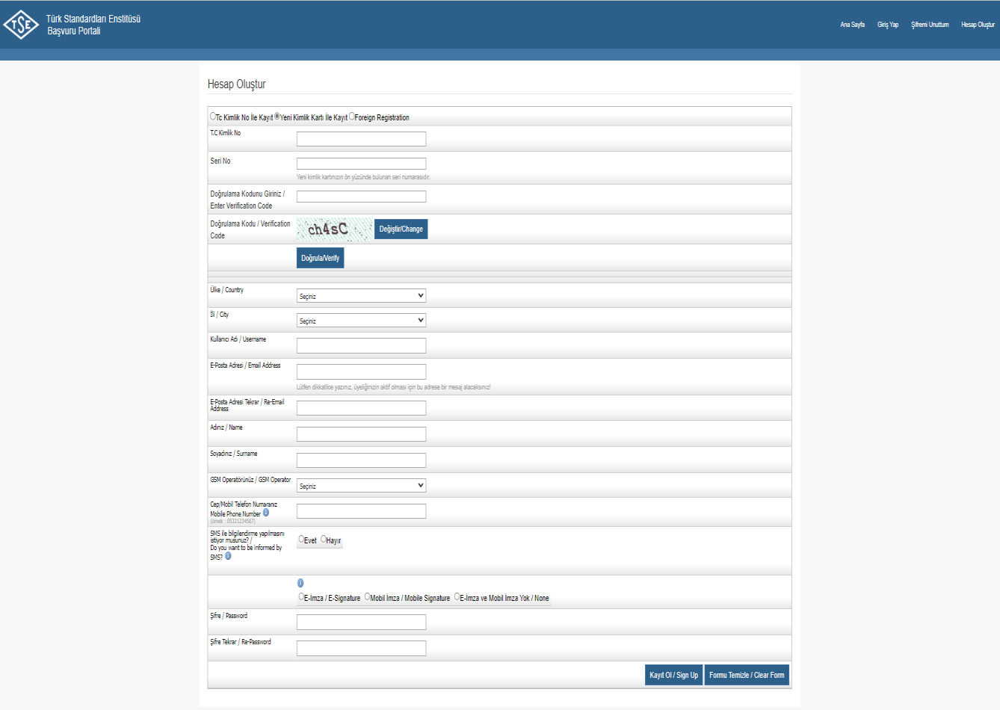 TSE
Türk Standardları Enstitüsü
Başvuru Portali
Ana Sayfa Giriş Yap Şifremi Unuttum Hesap Oluştur
Hesap Oluştur
Tc Kimlik No İle Kayıt Yeni Kimlik Kartı İle Kayıt Foreign Registration
T.C Kimlik No
Seri No
Yeni kimlik kartınızın ön yüzünde bulunan seri numarasıdır.
Doğrulama Kodunu Giriniz /
Enter Verification Code
Doğrulama Kodu / Verification
Code
ch4sC
Değiştir/Change
Doğrula/Verify
Ülke / Country
Seçiniz
İli / City
Seçiniz
Kullanıcı Adı / Username
E-Posta Adresi / Email Address
Lütfen dikkatlice yazınız, üyeliğinizin aktif olması için bu adrese bir mesaj alacaksınız!
E-Posta Adresi Tekrar / Re-Email
Address
Adınız / Name
Soyadınız / Surname
GSM Operatörünüz / GSM Operator
Seçiniz
Cep/Mobil Telefon Numaranız
Mobile Phone Number
(örnek : 05321234567)
SMS ile bilgilendirme yapılmasını
istiyor musunuz? /
Do you want to be informed by
SMS?
Evet Hayır
E-İmza / E-Signature Mobil İmza / Mobile Signature E-İmza ve Mobil İmza Yok / None
Şifre / Password
Şifre Tekrar / Re-Password
Kayıt Ol / Sign Up Formu Temizle / Clear Form